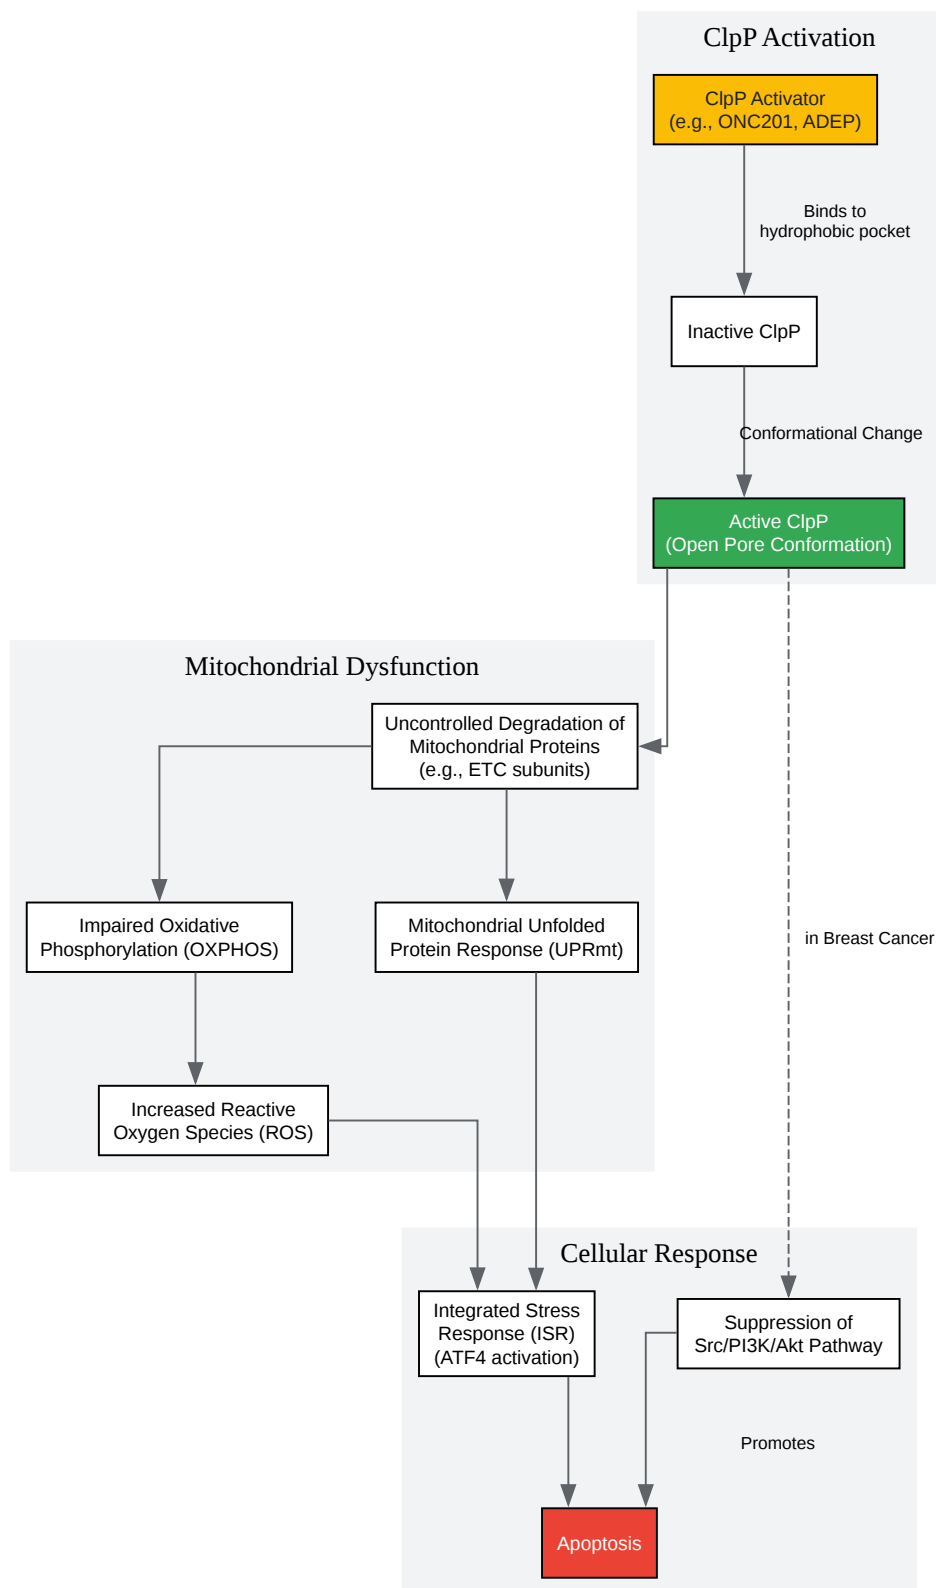 ClpP Activation
ClpP Activator
(e.g., ONC201, ADEP)
Binds to
hydrophobic pocket
Inactive ClpP
Conformational Change
Active ClpP
(Open Pore Conformation)
Mitochondrial Dysfunction
Uncontrolled Degradation of
Mitochondrial Proteins
(e.g., ETC subunits)
Impaired Oxidative
Phosphorylation (OXPHOS)
Mitochondrial Unfolded
Protein Response (UPRmt)
in Breast Cancer
Increased Reactive
Oxygen Species (ROS)
Cellular Response
Integrated Stress
Response (ISR)
(ATF4 activation)
Suppression of
Src/PI3K/Akt Pathway
Promotes
Apoptosis